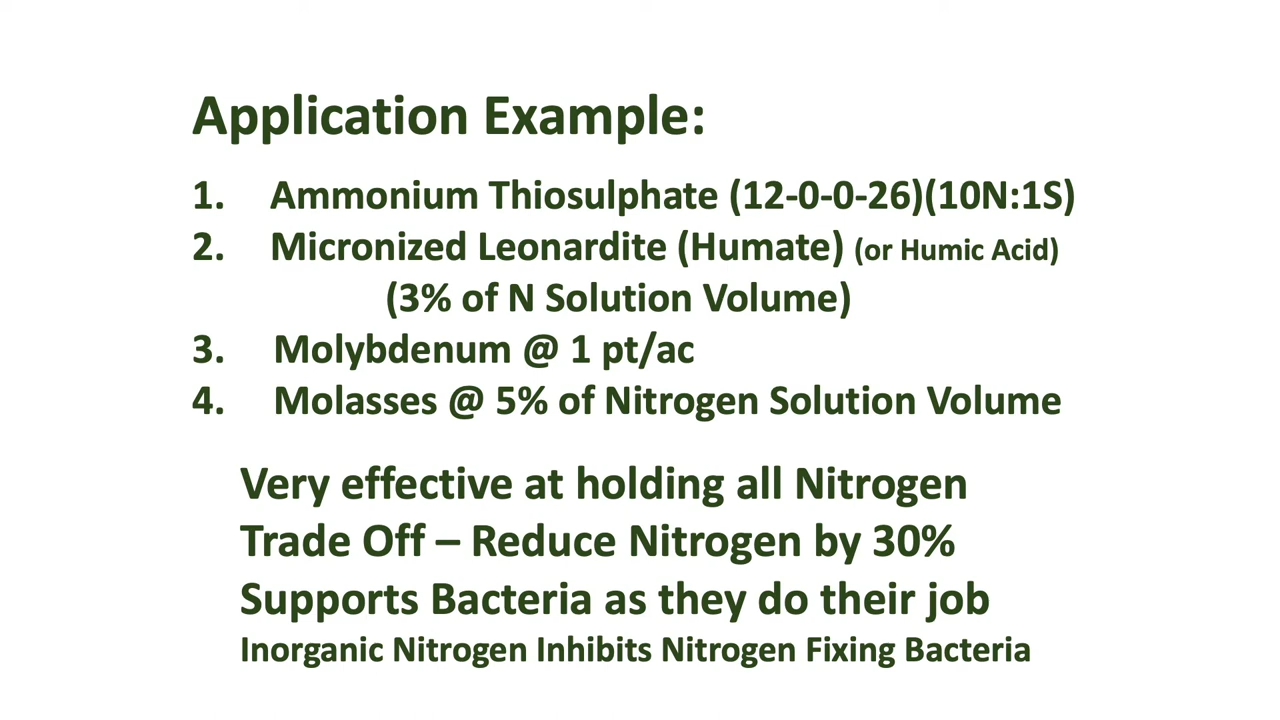 Application Example:
1. Ammonium Thiosulphate (12-0-0-26)(10N:1S)
2. Micronized Leonardite (Humate) (or Humic Acid)
(3% of N Solution Volume)
3. Molybdenum @ 1 pt/ac
4. Molasses @ 5% of Nitrogen Solution Volume
Very effective at holding all Nitrogen
Trade Off – Reduce Nitrogen by 30%
Supports Bacteria as they do their job
Inorganic Nitrogen Inhibits Nitrogen Fixing Bacteria